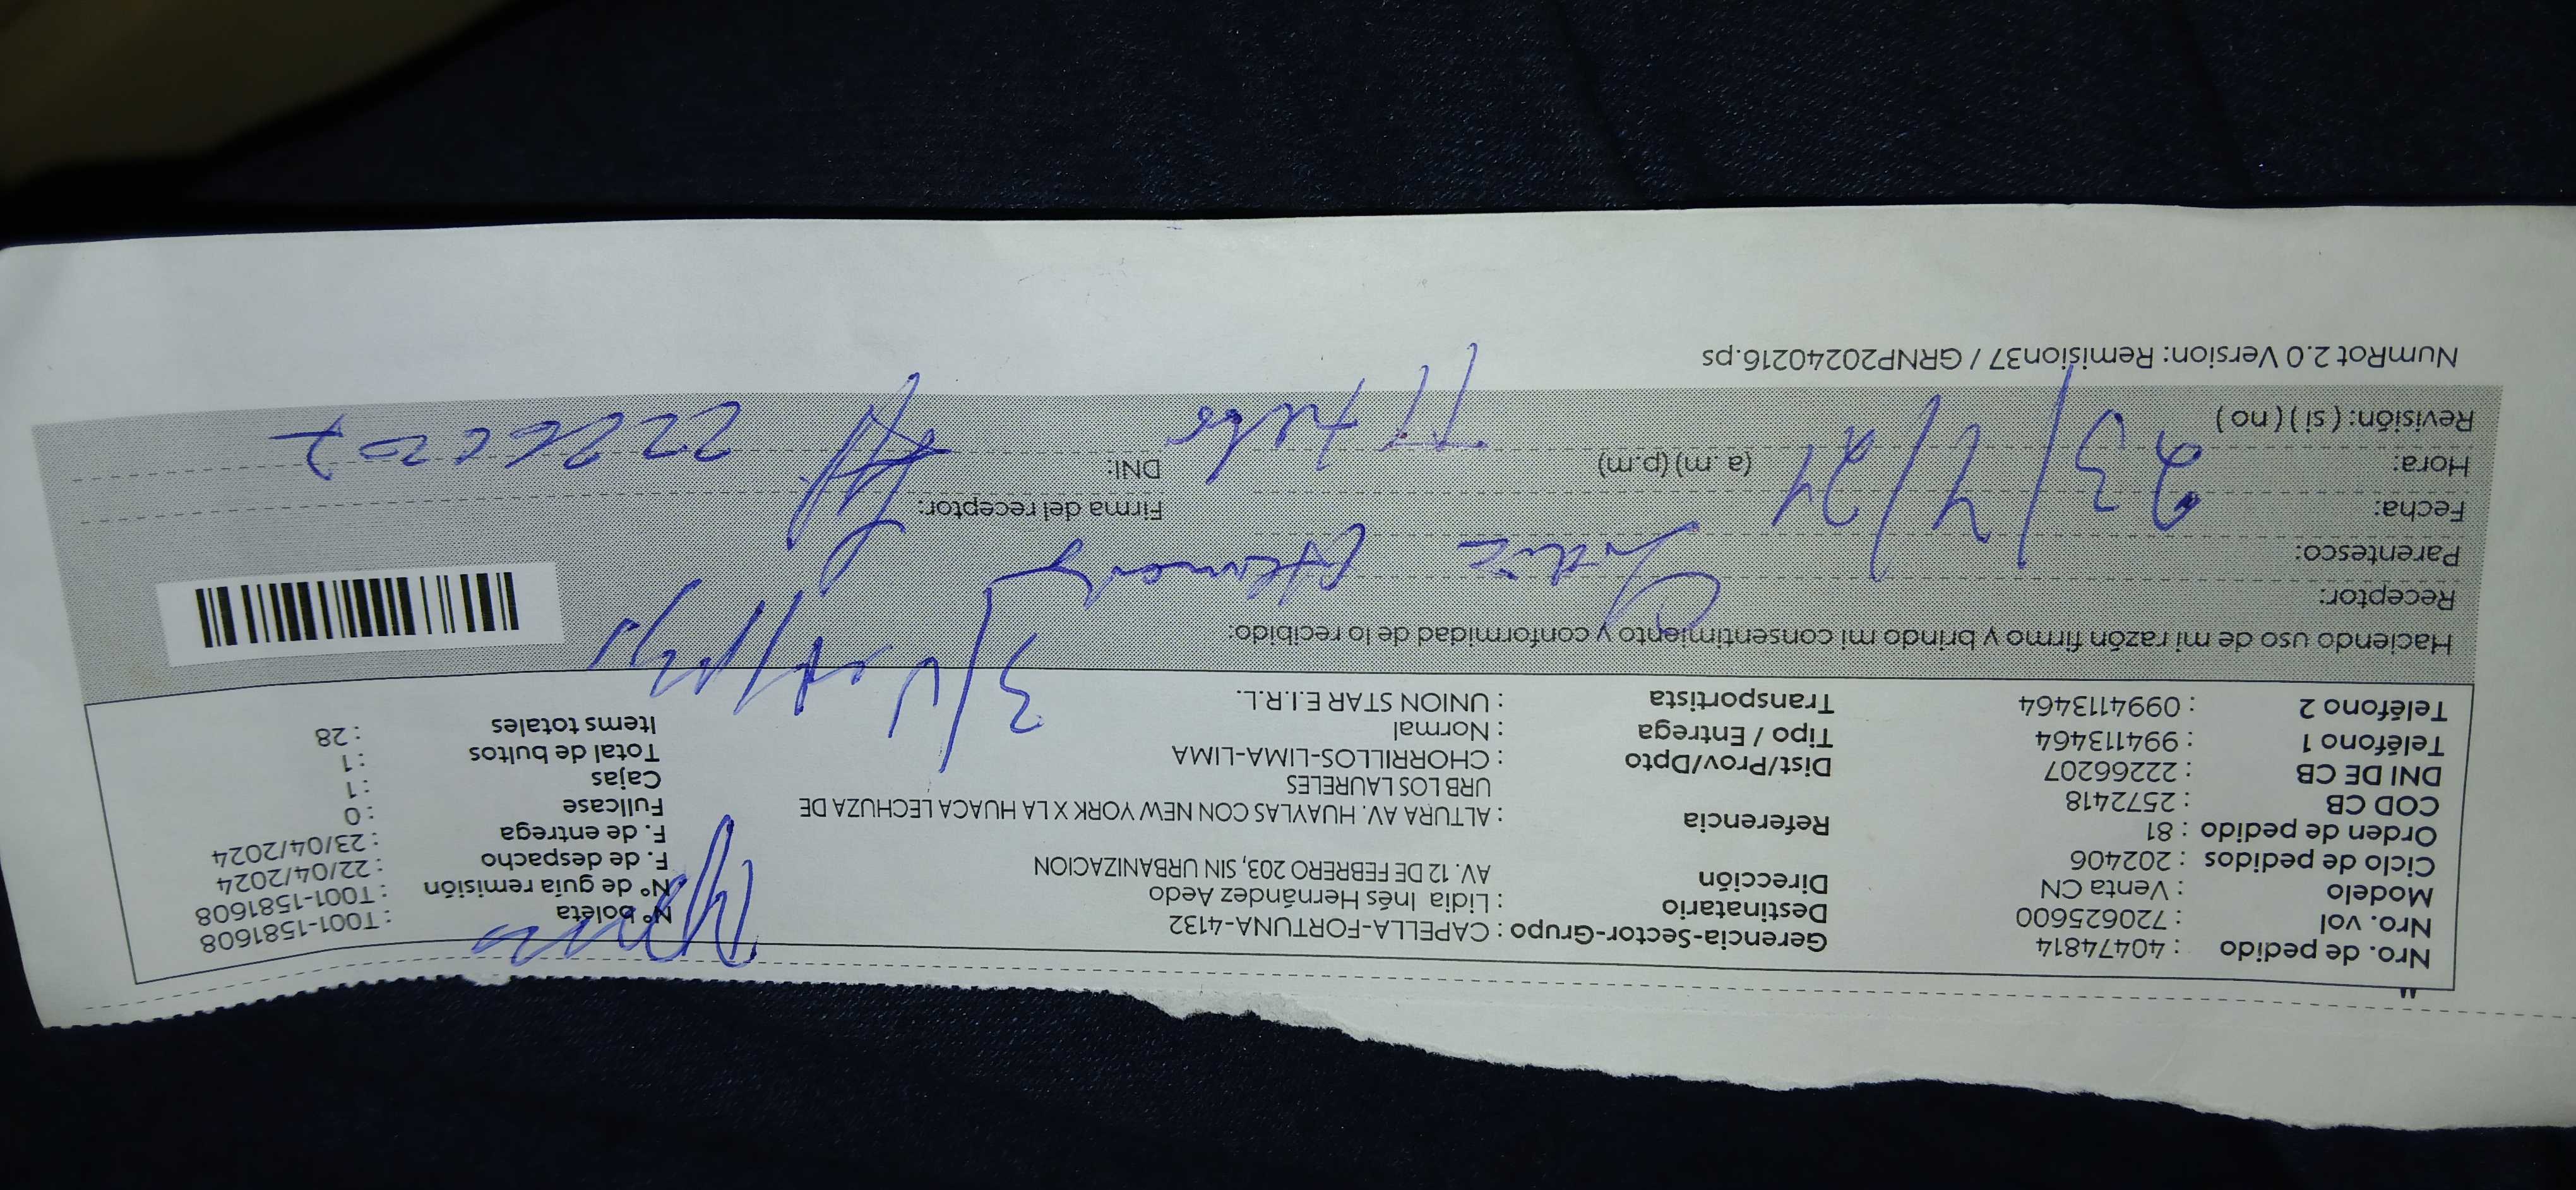 Nro. de pedido : 40474814
Nro. vol : 720625600
Modelo : Venta CN
Ciclo de pedidos : 202406
Orden de pedido : 81
COD CB : 2572418
DNI DE CB : 22266207
Teléfono 1 : 994113464
Teléfono 2 : 0994113464
Gerencia-Sector-Grupo : CAPELLA-FORTUNA-4132
Destinatario : Lidia Inés Hernández Aedo
Dirección AV. 12 DE FEBRERO 203, SIN URBANIZACION
Referencia : ALTURA AV. HUAYLAS CON NEW YORK X LA HUACA LECHUZA DE
URB LOS LAURELES
Dist/Prov/Dpto : CHORRILLOS-LIMA-LIMA
Tipo / Entrega : Normal
Transportista : UNION STAR E.I.R.L.
N° boleta : T001-1581608
N° de guía remisión : T001-1581608
F. de despacho : 22/04/2024
F. de entrega : 23/04/2024
Fullcase : 0
Cajas : 1
Total de bultos : 1
Items totales : 28
Haciendo uso de mi razón firmo y brindo mi consentimiento y conformidad de lo recibido:
Receptor:
Parentesco:
Fecha: 23/4/24
Hora: (a. m) (p.m)
Revisión: ( si ) ( no )
Firma del receptor:
DNI:
NumRot 2.0 Version: Remision37 / GRNP20240216.ps